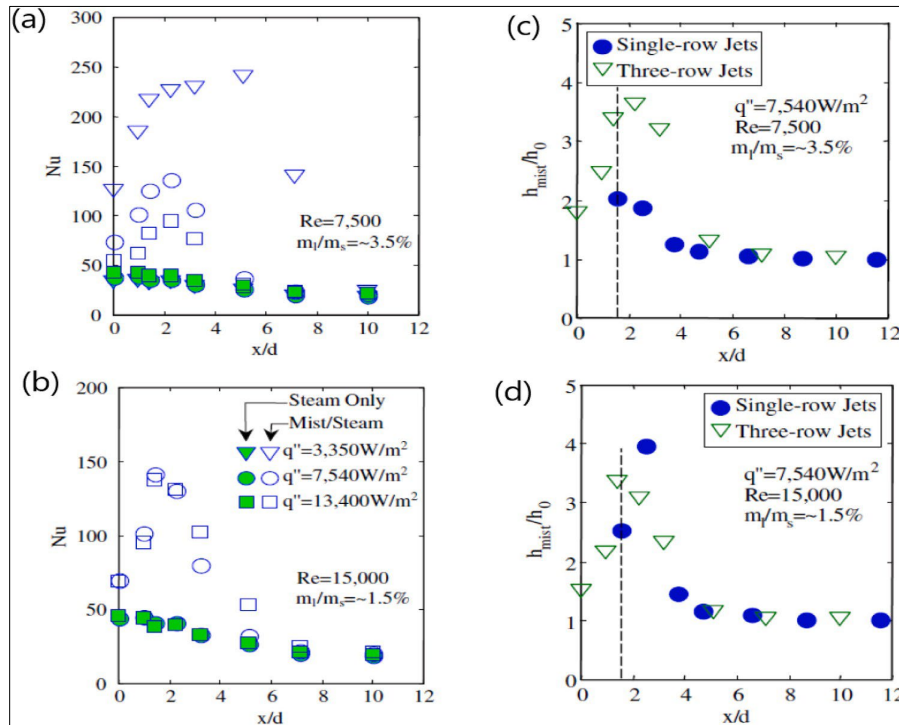 (a)
300
250
200
150
100
50
0
Nu
Re=7,500
m_l/m_s=~3.5%
0 2 4 6 8 10 12
x/d
(c)
5
4
3
2
1
0
h_mist/h_0
Single-row Jets
Three-row Jets
q"=7,540W/m²
Re=7,500
m_l/m_s=~3.5%
0 2 4 6 8 10 12
x/d
(b)
200
150
100
50
0
Nu
Steam Only
Mist/Steam
q"=3,350W/m²
q"=7,540W/m²
q"=13,400W/m²
Re=15,000
m_l/m_s=~1.5%
0 2 4 6 8 10 12
x/d
(d)
5
4
3
2
1
0
h_mist/h_0
Single-row Jets
Three-row Jets
q"=7,540W/m²
Re=15,000
m_l/m_s=~1.5%
0 2 4 6 8 10 12
x/d